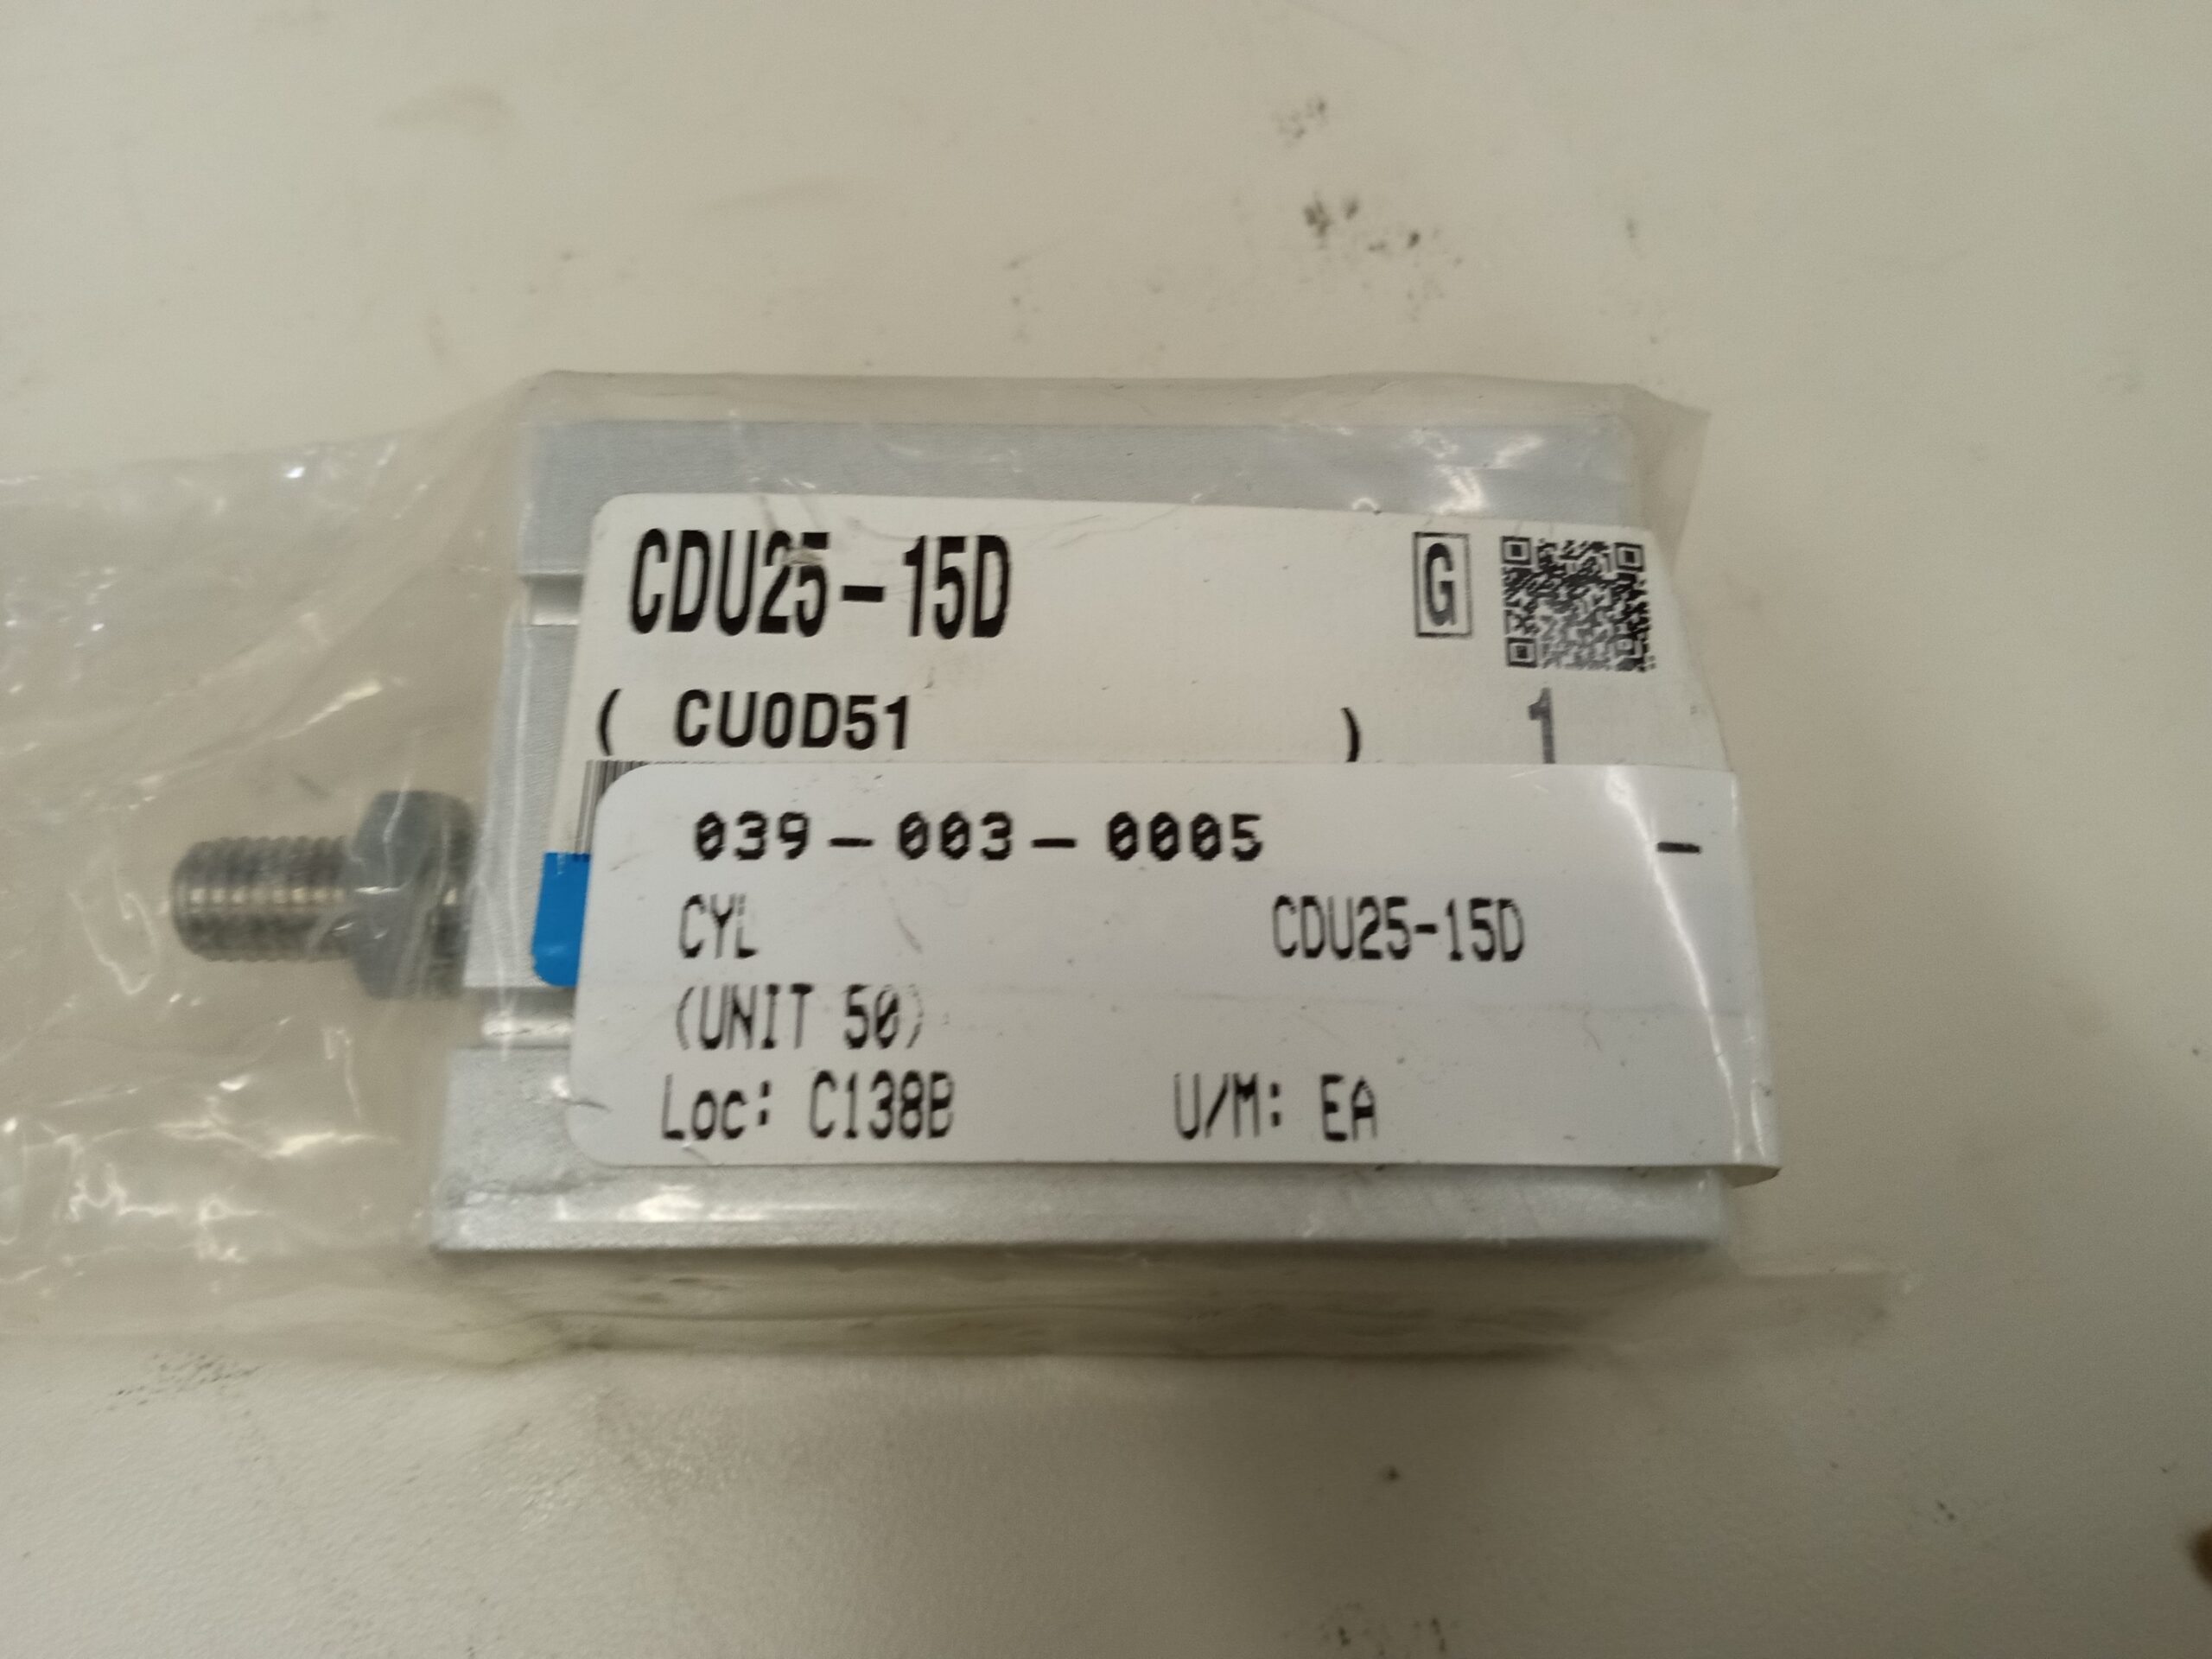 CDU25-15D G
( CU0D51 ) 1
039-003-0005 -
CYL CDU25-15D
(UNIT 50)
Loc: C138B U/M: EA